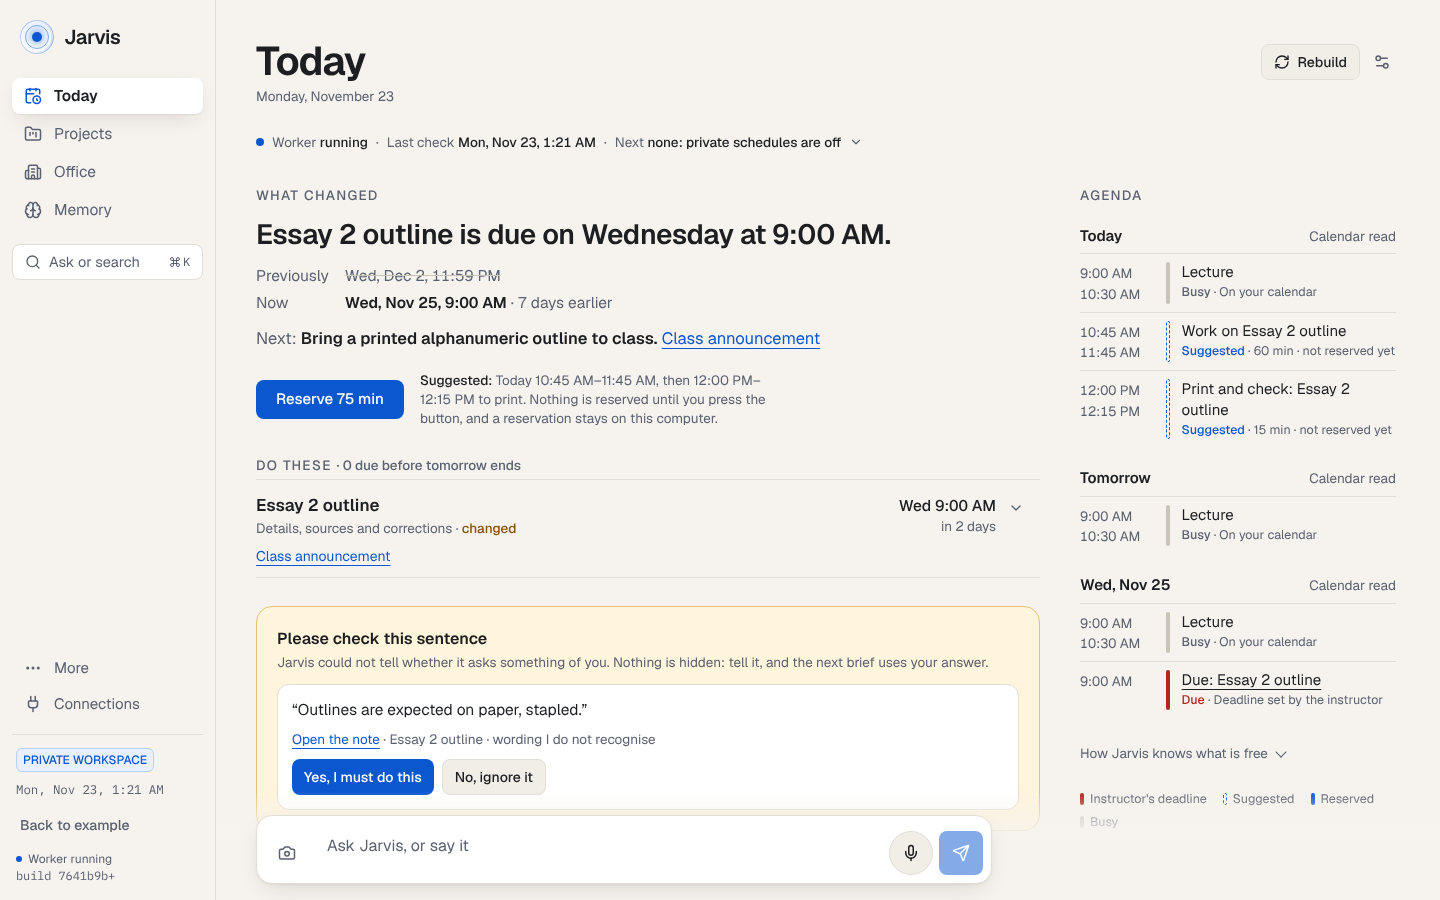 Jarvis
Today
Projects
Office
Memory
Ask or search ⌘ K
More
Connections
PRIVATE WORKSPACE
Mon, Nov 23, 1:21 AM
Back to example
Worker running
build 7641b9b+
Today
Monday, November 23
Rebuild
Worker running · Last check Mon, Nov 23, 1:21 AM · Next none: private schedules are off
WHAT CHANGED
Essay 2 outline is due on Wednesday at 9:00 AM.
Previously Wed, Dec 2, 11:59 PM
Now Wed, Nov 25, 9:00 AM · 7 days earlier
Next: Bring a printed alphanumeric outline to class. Class announcement
Reserve 75 min
Suggested: Today 10:45 AM–11:45 AM, then 12:00 PM–
12:15 PM to print. Nothing is reserved until you press the
button, and a reservation stays on this computer.
DO THESE · 0 due before tomorrow ends
Essay 2 outline
Wed 9:00 AM
Details, sources and corrections · changed
in 2 days
Class announcement
Please check this sentence
Jarvis could not tell whether it asks something of you. Nothing is hidden: tell it, and the next brief uses your answer.
“Outlines are expected on paper, stapled.”
Open the note · Essay 2 outline · wording I do not recognise
Yes, I must do this
No, ignore it
Ask Jarvis, or say it
AGENDA
Today Calendar read
9:00 AM
10:30 AM
Lecture
Busy · On your calendar
10:45 AM
11:45 AM
Work on Essay 2 outline
Suggested · 60 min · not reserved yet
12:00 PM
12:15 PM
Print and check: Essay 2
outline
Suggested · 15 min · not reserved yet
Tomorrow Calendar read
9:00 AM
10:30 AM
Lecture
Busy · On your calendar
Wed, Nov 25 Calendar read
9:00 AM
10:30 AM
Lecture
Busy · On your calendar
9:00 AM
Due: Essay 2 outline
Due · Deadline set by the instructor
How Jarvis knows what is free
Instructor's deadline Suggested Reserved
Busy